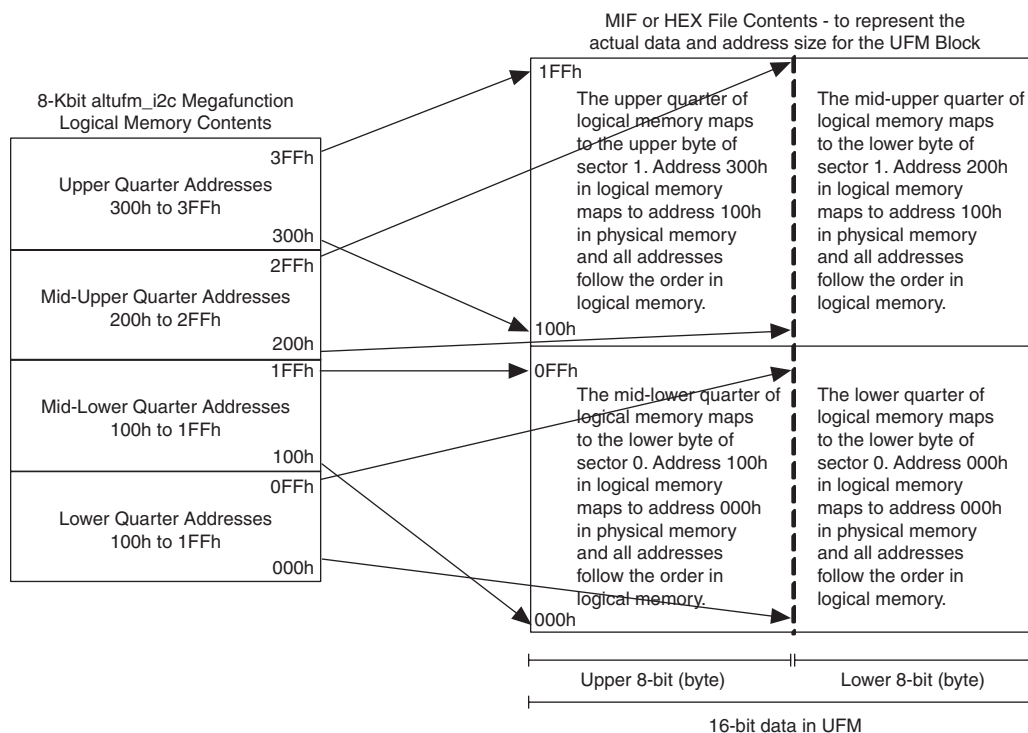 MIF or HEX File Contents - to represent the
actual data and address size for the UFM Block
8-Kbit altufm_i2c Megafunction
Logical Memory Contents
3FFh
Upper Quarter Addresses
300h to 3FFh
300h
2FFh
Mid-Upper Quarter Addresses
200h to 2FFh
200h
1FFh
Mid-Lower Quarter Addresses
100h to 1FFh
100h
0FFh
Lower Quarter Addresses
100h to 1FFh
000h
1FFh
The upper quarter of
logical memory maps
to the upper byte of
sector 1. Address 300h
in logical memory
maps to address 100h
in physical memory
and all addresses
follow the order in
logical memory.
100h
The mid-upper quarter of
logical memory maps
to the lower byte of
sector 1. Address 200h
in logical memory
maps to address 100h
in physical memory
and all addresses
follow the order in
logical memory.
0FFh
The mid-lower quarter of
logical memory maps
to the lower byte of
sector 0. Address 100h
in logical memory
maps to address 000h
in physical memory
and all addresses
follow the order in
logical memory.
000h
The lower quarter of
logical memory maps
to the lower byte of
sector 0. Address 000h
in logical memory
maps to address 000h
in physical memory
and all addresses
follow the order in
logical memory.
Upper 8-bit (byte)
Lower 8-bit (byte)
16-bit data in UFM